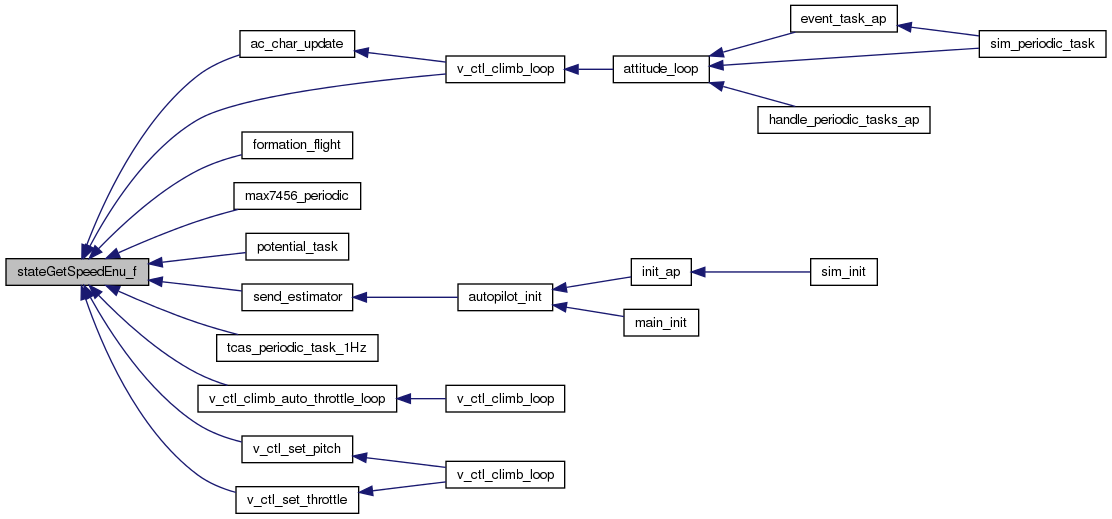 event_task_ap
ac_char_update
sim_periodic_task
v_ctl_climb_loop
attitude_loop
handle_periodic_tasks_ap
formation_flight
max7456_periodic
potential_task
stateGetSpeedEnu_f
init_ap
sim_init
send_estimator
autopilot_init
main_init
tcas_periodic_task_1Hz
v_ctl_climb_auto_throttle_loop
v_ctl_climb_loop
v_ctl_set_pitch
v_ctl_climb_loop
v_ctl_set_throttle